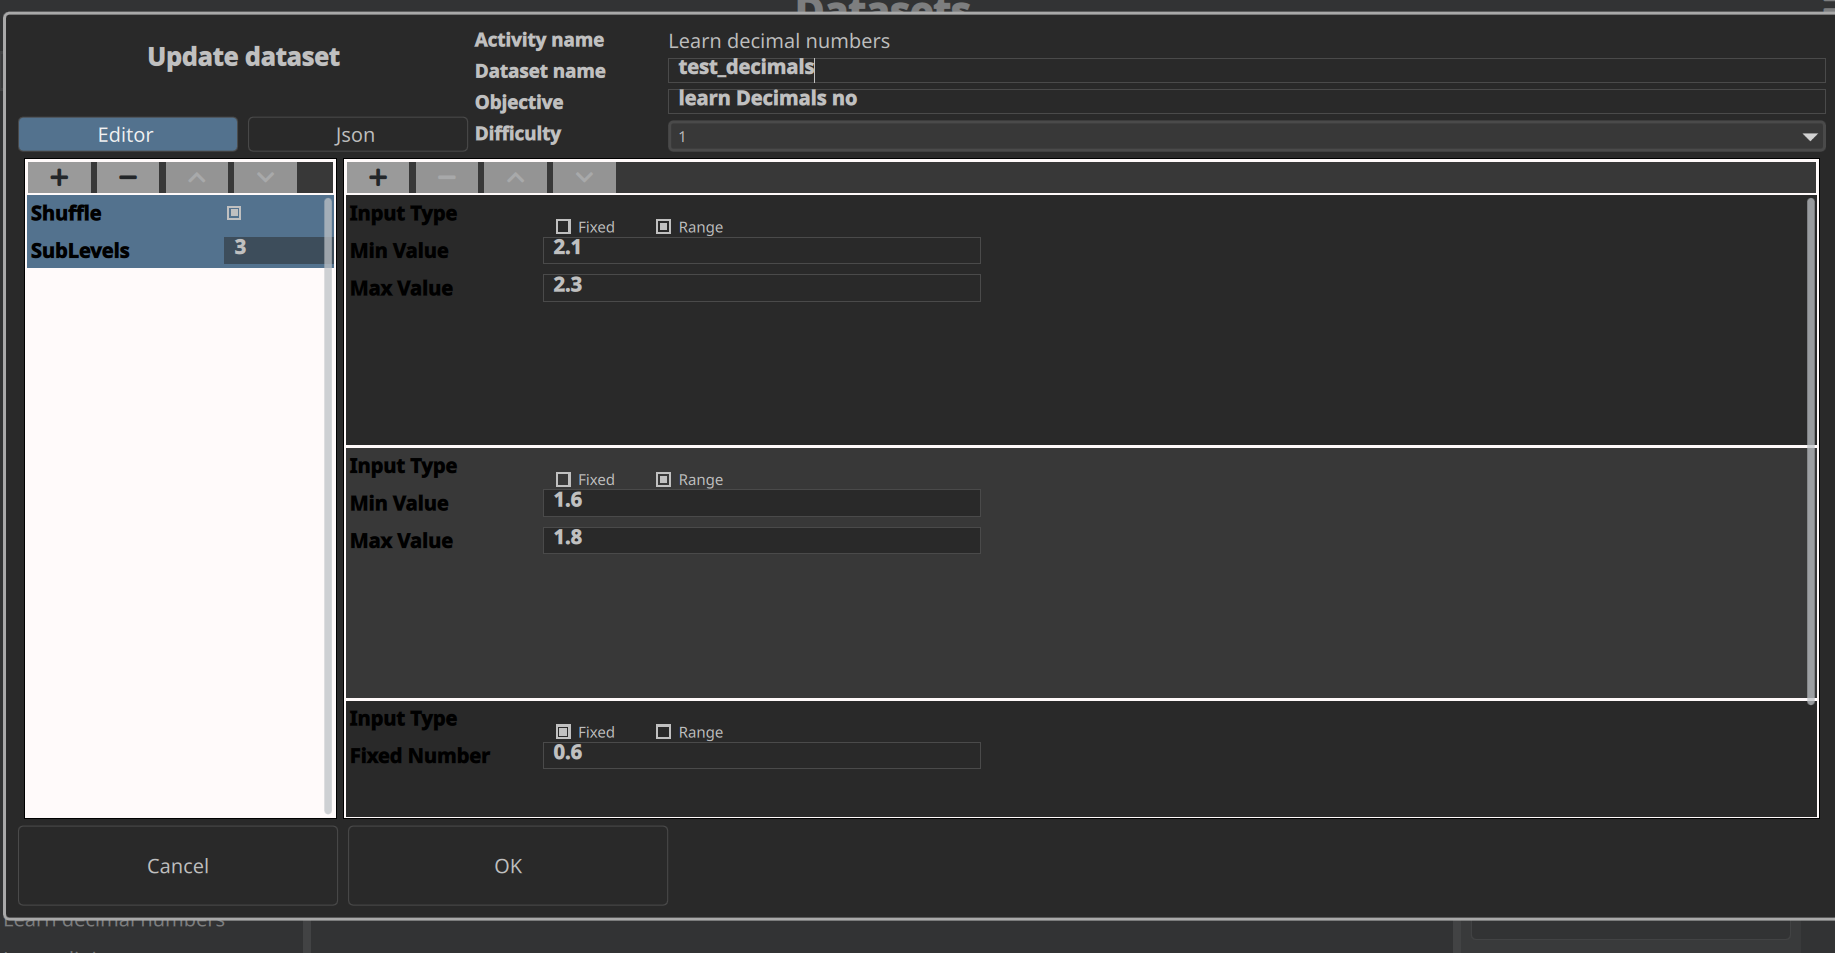 Datasets
Update dataset
Activity name Learn decimal numbers
Dataset name test_decimals
Objective learn Decimals no
Difficulty 1
Editor Json
Shuffle
SubLevels 3
Input Type Fixed Range
Min Value 2.1
Max Value 2.3
Input Type Fixed Range
Min Value 1.6
Max Value 1.8
Input Type Fixed Range
Fixed Number 0.6
Cancel OK
Learn decimal numbers